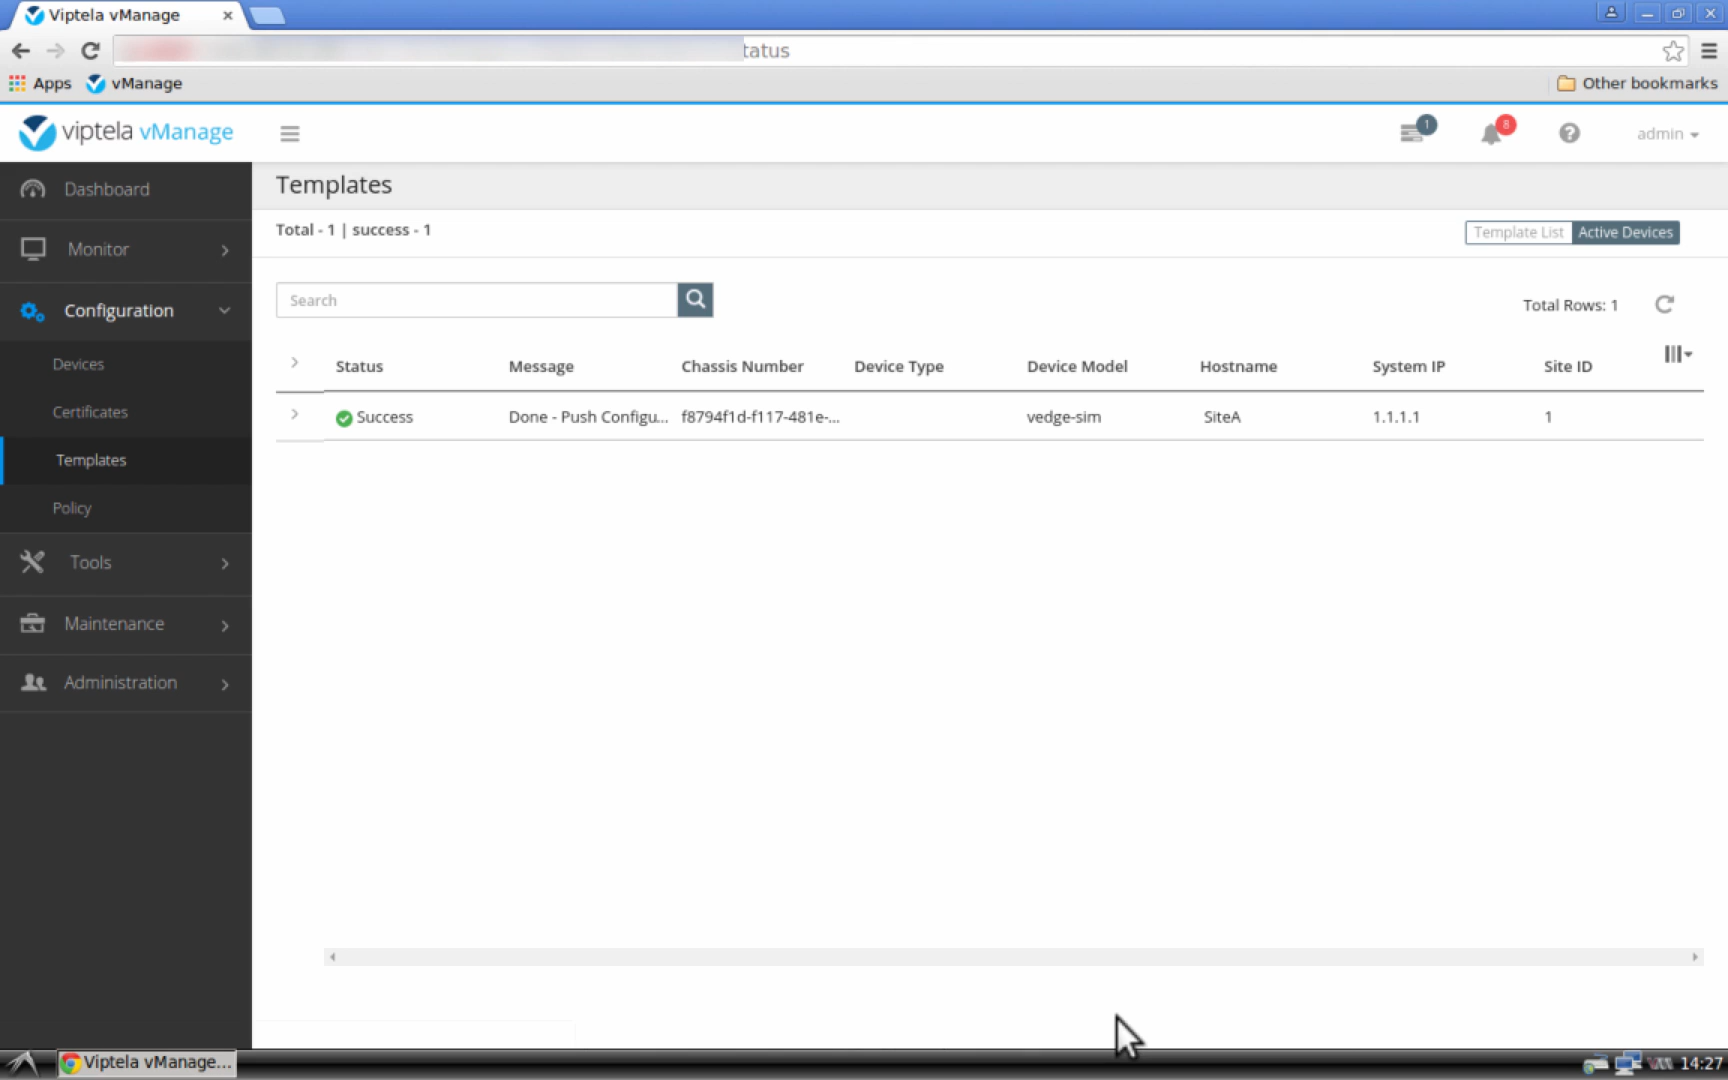 Viptela vManage
tatus
Apps vManage Other bookmarks
viptela vManage 1 8 ? admin
Dashboard
Monitor
Configuration
Devices
Certificates
Templates
Policy
Tools
Maintenance
Administration
Templates
Total - 1 | success - 1
Template List Active Devices
Search
Total Rows: 1
Status Message Chassis Number Device Type Device Model Hostname System IP Site ID
Success Done - Push Configu... f8794f1d-f117-481e-... vedge-sim SiteA 1.1.1.1 1
Viptela vManage... 14:27